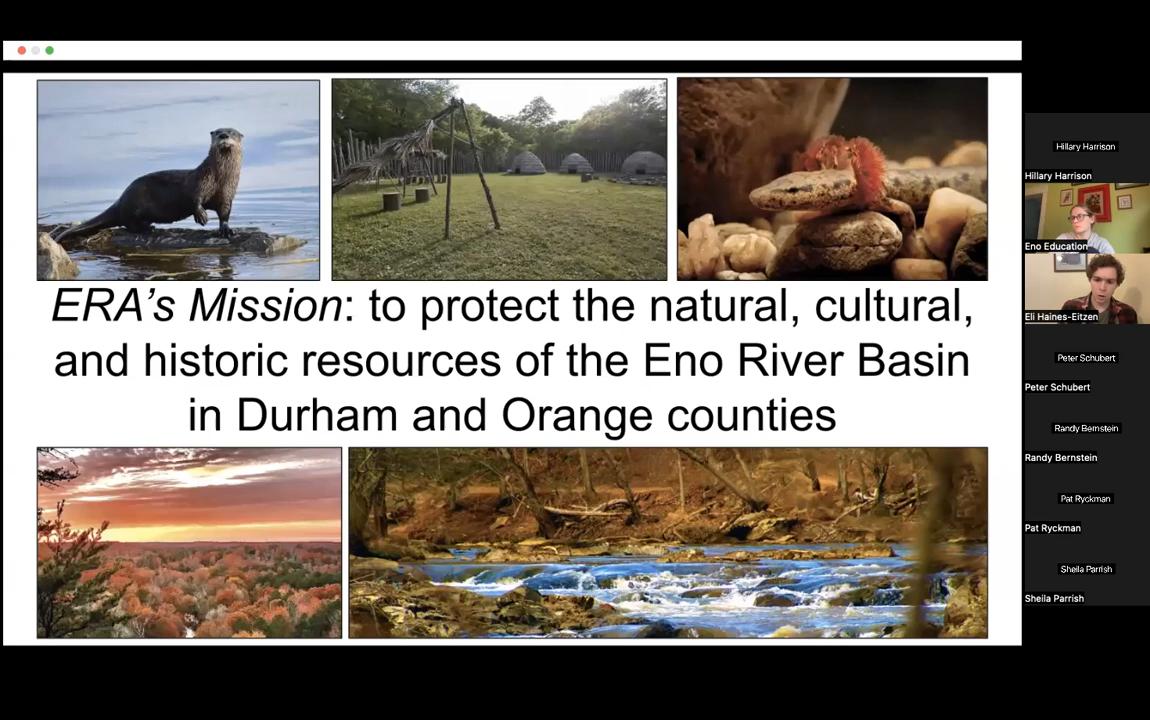 ERA's Mission: to protect the natural, cultural,
and historic resources of the Eno River Basin
in Durham and Orange counties
Hillary Harrison
Hillary Harrison
Eno Education
Eli Haines-Eitzen
Peter Schubert
Peter Schubert
Randy Bernstein
Randy Bernstein
Pat Ryckman
Pat Ryckman
Sheila Parrish
Sheila Parrish